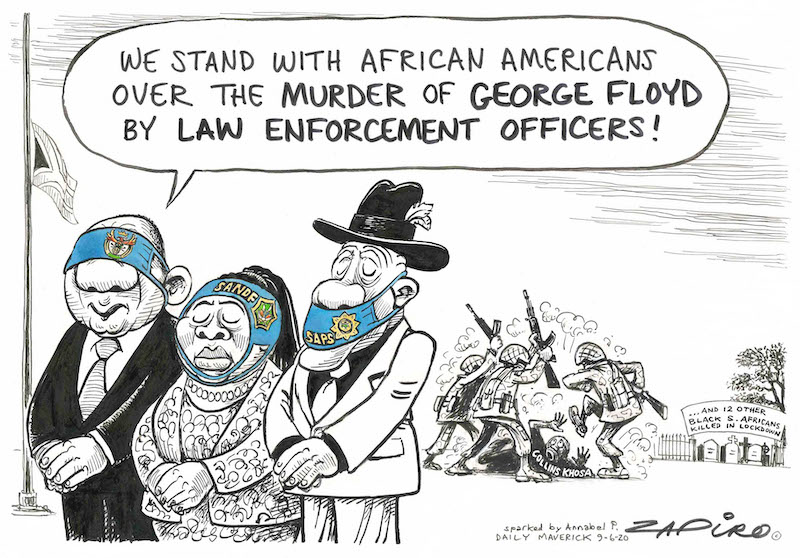 WE STAND WITH AFRICAN AMERICANS
OVER THE MURDER OF GEORGE FLOYD
BY LAW ENFORCEMENT OFFICERS!
SANDF
SAPS
COLLINS KHOSA
...AND 12 OTHER
BLACK S. AFRICANS
KILLED IN LOCKDOWN
sparked by Annabel P.
DAILY MAVERICK 9-6-20
ZAPIRO ©